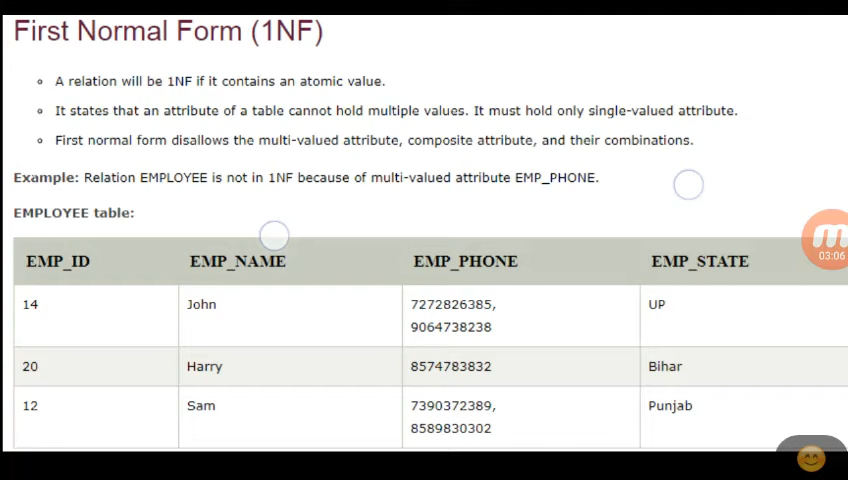 First Normal Form (1NF)
A relation will be 1NF if it contains an atomic value.
It states that an attribute of a table cannot hold multiple values. It must hold only single-valued attribute.
First normal form disallows the multi-valued attribute, composite attribute, and their combinations.
Example: Relation EMPLOYEE is not in 1NF because of multi-valued attribute EMP_PHONE.
EMPLOYEE table:
EMP_ID EMP_NAME EMP_PHONE EMP_STATE
14 John 7272826385, UP
9064738238
20 Harry 8574783832 Bihar
12 Sam 7390372389, Punjab
8589830302
03:06